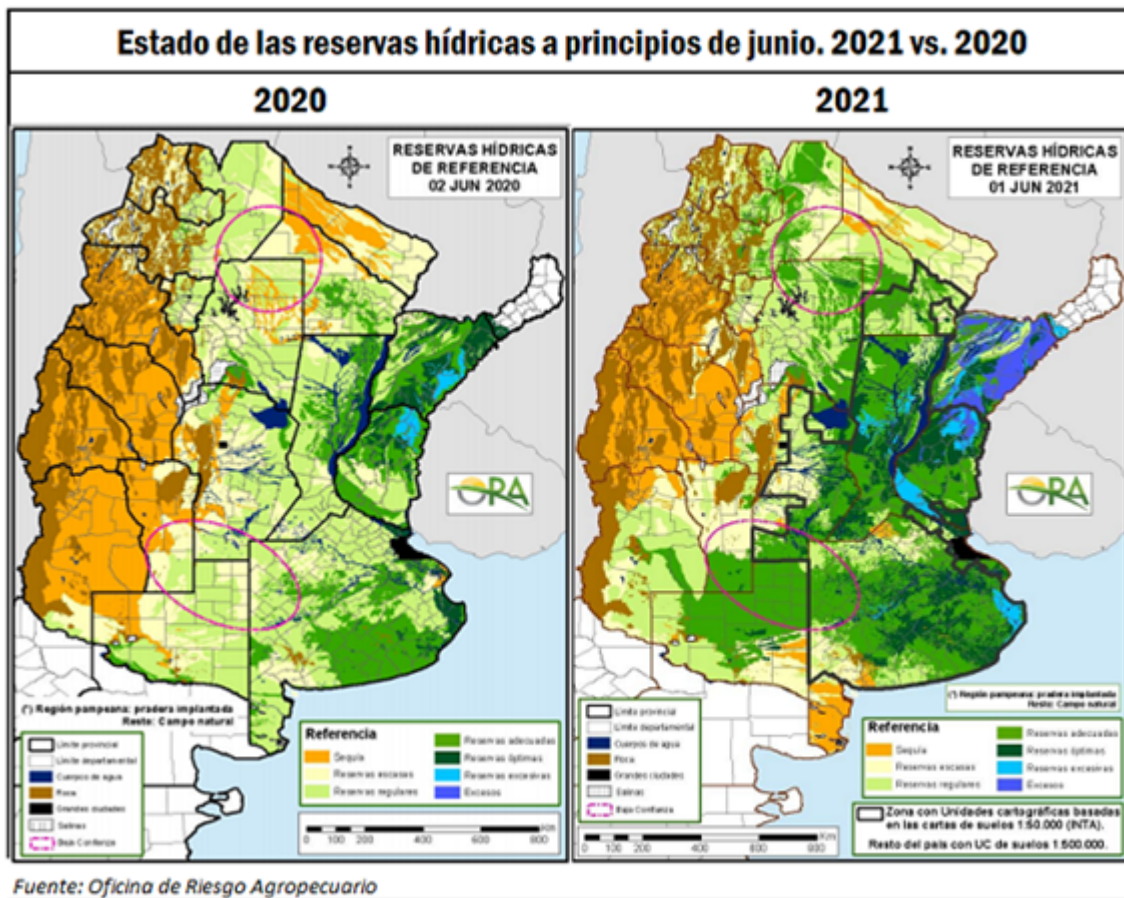 Estado de las reservas hídricas a principios de junio. 2021 vs. 2020
2020
2021
RESERVAS HÍDRICAS
DE REFERENCIA
02 JUN 2020
ORA
(*) Región pampeana: pradera implantada
Resto: Campo natural
Límite provincial
Límite departamental
Cuerpos de agua
Roca
Grandes ciudades
Salinas
Baja Confianza
Referencia
Sequía
Reservas escasas
Reservas regulares
Reservas adecuadas
Reservas óptimas
Reservas excesivas
Excesos
0 100 200 400 600 800
Km
RESERVAS HÍDRICAS
DE REFERENCIA
01 JUN 2021
ORA
(*) Región pampeana: pradera implantada
Resto: Campo natural
Límite provincial
Límite departamental
Cuerpos de agua
Roca
Grandes ciudades
Salinas
Baja Confianza
Referencia
Sequía
Reservas escasas
Reservas regulares
Reservas adecuadas
Reservas óptimas
Reservas excesivas
Excesos
0 100 200 400 600 800
Km
Zona con Unidades cartográficas basadas
en las cartas de suelos 1:50.000 (INTA).
Resto del país con UC de suelos 1:500.000.
Fuente: Oficina de Riesgo Agropecuario